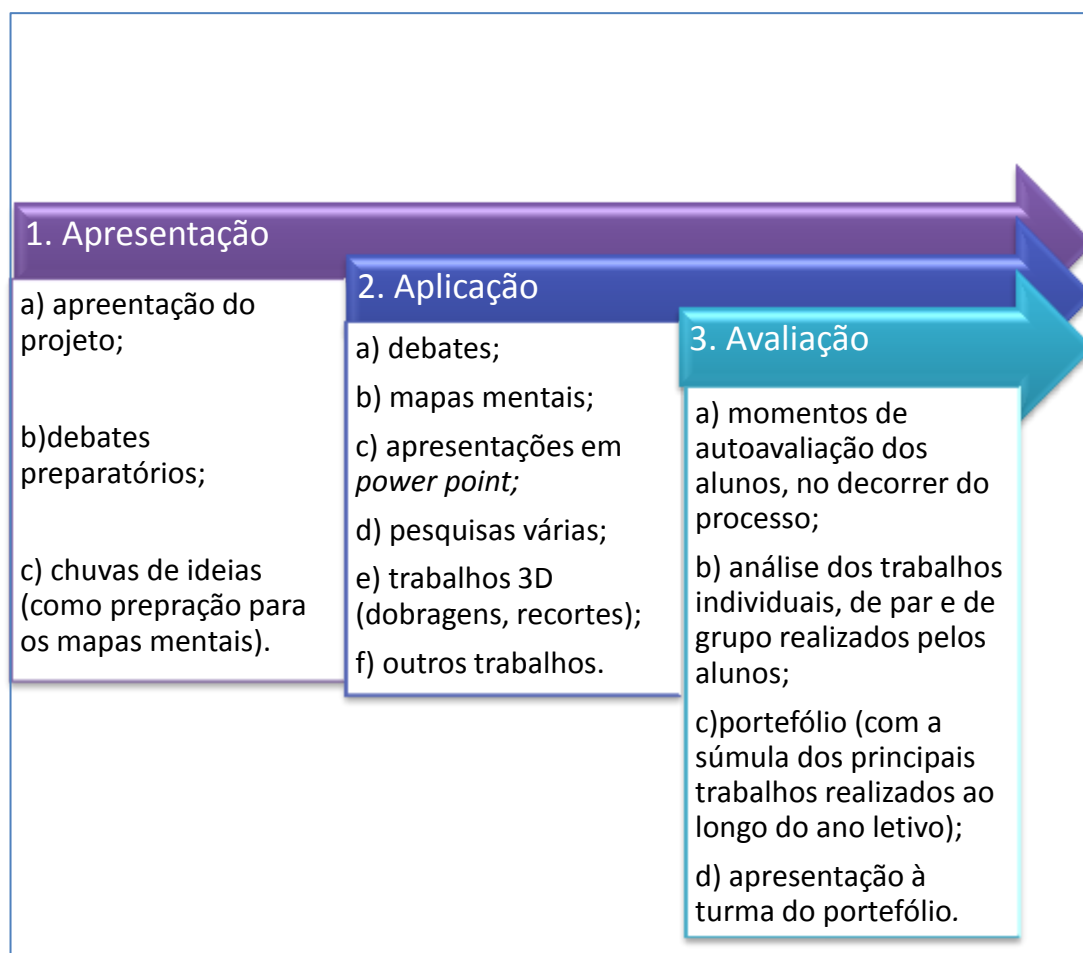 1. Apresentação
a) apreentação do
projeto;
b)debates
preparatórios;
c) chuvas de ideias
(como prepração para
os mapas mentais).
2. Aplicação
a) debates;
b) mapas mentais;
c) apresentações em
power point;
d) pesquisas várias;
e) trabalhos 3D
(dobragens, recortes);
f) outros trabalhos.
3. Avaliação
a) momentos de
autoavaliação dos
alunos, no decorrer do
processo;
b) análise dos trabalhos
individuais, de par e de
grupo realizados pelos
alunos;
c)portefólio (com a
súmula dos principais
trabalhos realizados ao
longo do ano letivo);
d) apresentação à
turma do portefólio.